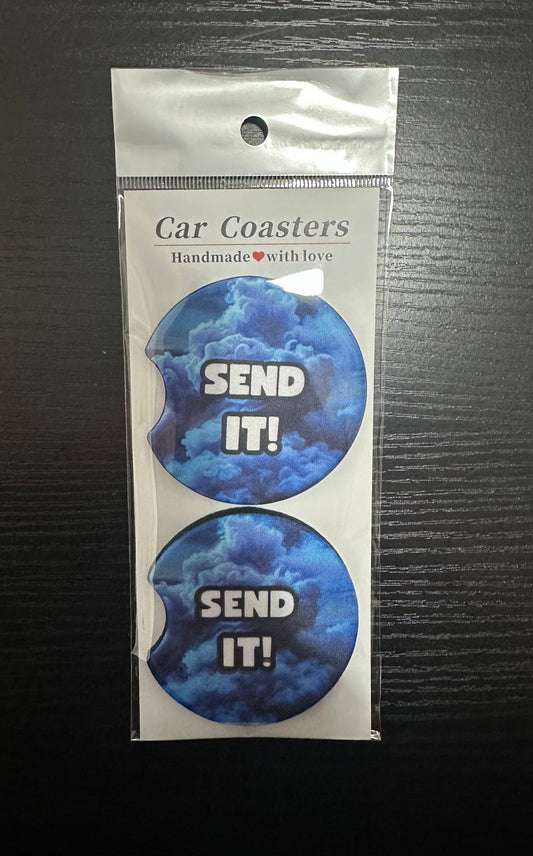 Car Coasters
Handmade❤with love
SEND
IT!
SEND
IT!